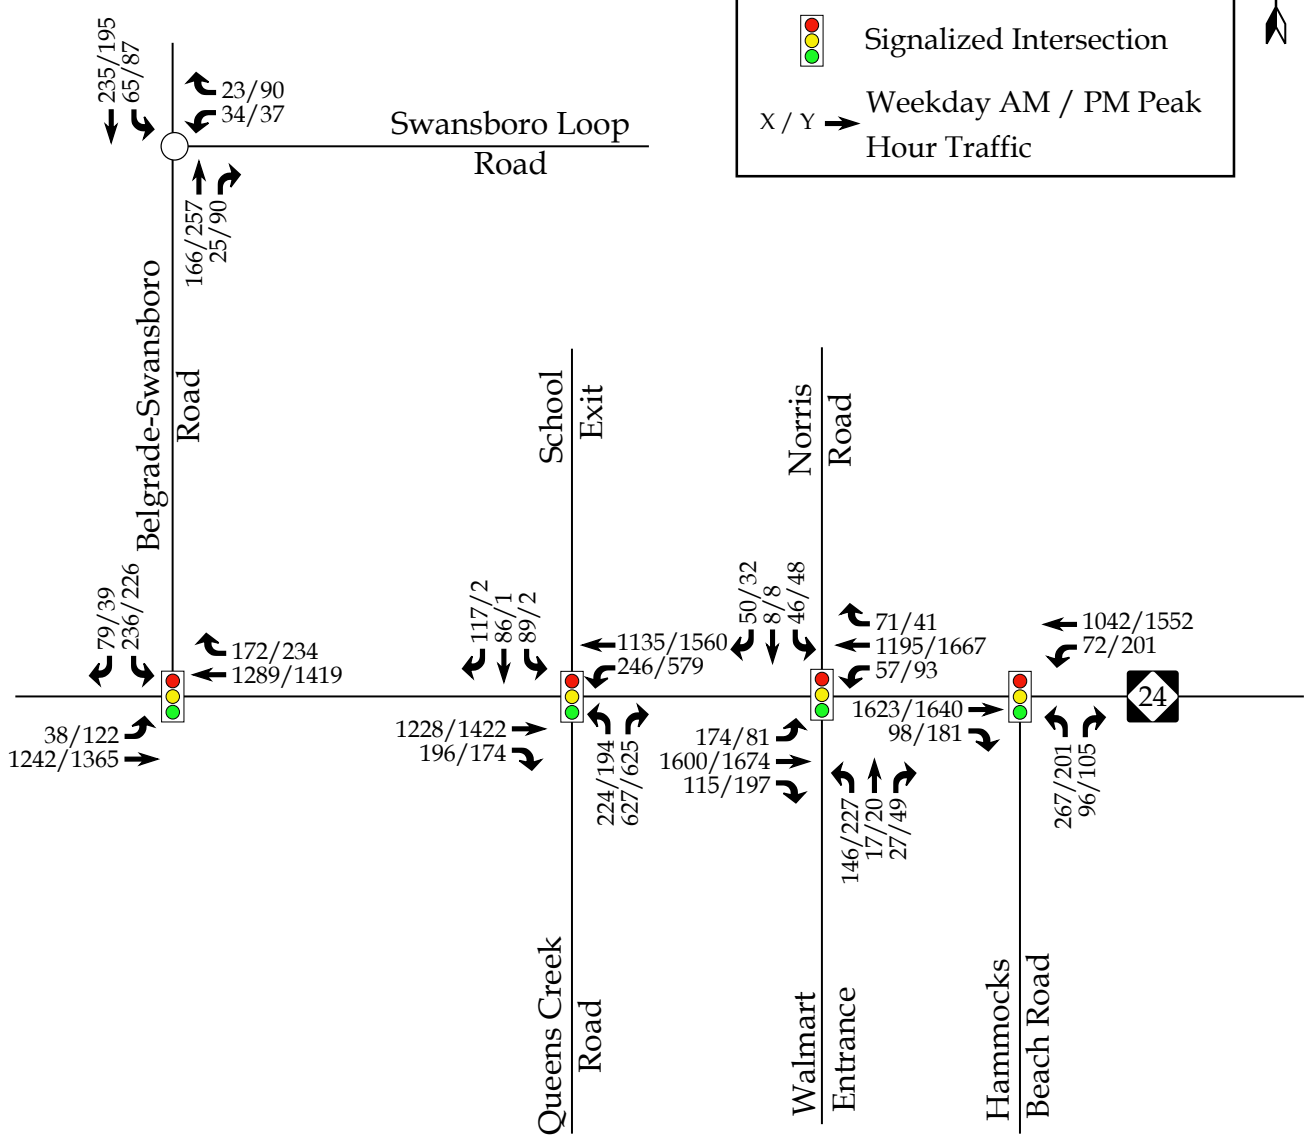 Signalized Intersection
X / Y
Weekday AM / PM Peak
Hour Traffic
235/195
65/87
23/90
34/37
Swansboro Loop
Road
166/257
25/90
Belgrade-Swansboro
Road
School
Exit
Norris
Road
79/39
236/226
172/234
1289/1419
38/122
1242/1365
117/2
86/1
89/2
1135/1560
246/579
1228/1422
196/174
224/194
627/625
50/32
8/8
46/48
71/41
1195/1667
57/93
174/81
1600/1674
115/197
146/227
17/20
27/49
1042/1552
72/201
1623/1640
98/181
267/201
96/105
24
Queens Creek
Road
Walmart
Entrance
Hammocks
Beach Road